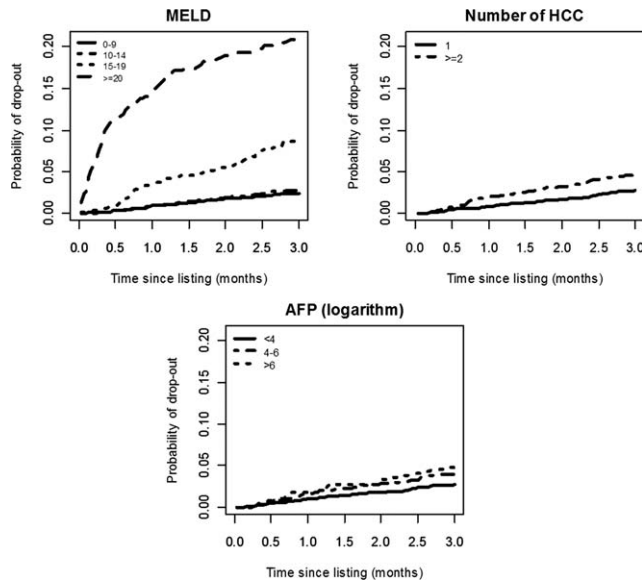 MELD
0-9
10-14
15-19
>=20
Probability of drop-out
0.00 0.05 0.10 0.15 0.20
0.0 0.5 1.0 1.5 2.0 2.5 3.0
Time since listing (months)
Number of HCC
1
>=2
Probability of drop-out
0.00 0.05 0.10 0.15 0.20
0.0 0.5 1.0 1.5 2.0 2.5 3.0
Time since listing (months)
AFP (logarithm)
<4
4-6
>6
Probability of drop-out
0.00 0.05 0.10 0.15 0.20
0.0 0.5 1.0 1.5 2.0 2.5 3.0
Time since listing (months)